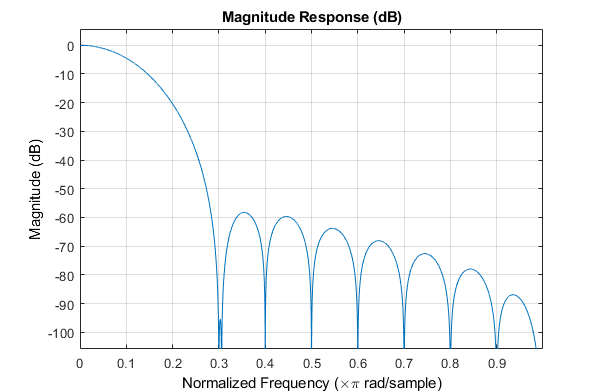 Magnitude Response (dB)
Magnitude (dB)
0
-10
-20
-30
-40
-50
-60
-70
-80
-90
-100
0 0.1 0.2 0.3 0.4 0.5 0.6 0.7 0.8 0.9
Normalized Frequency (×π rad/sample)